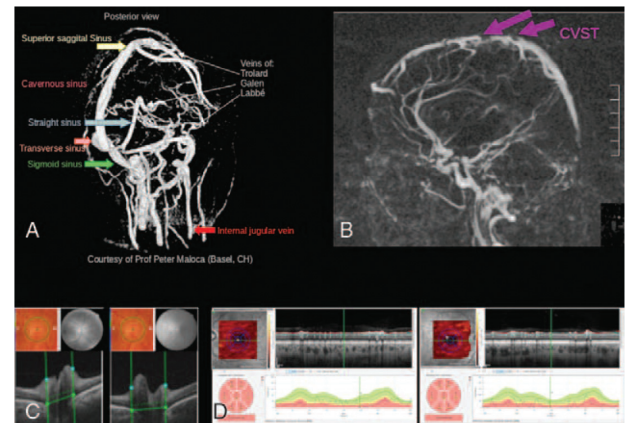 Posterior view
Superior saggital Sinus
Cavernous sinus
Veins of:
Trolard
Galen
Labbé
Straight sinus
Transverse sinus
Sigmoid sinus
Internal jugular vein
A
Courtesy of Prof Peter Maloca (Basel, CH)
CVST
B
C
D